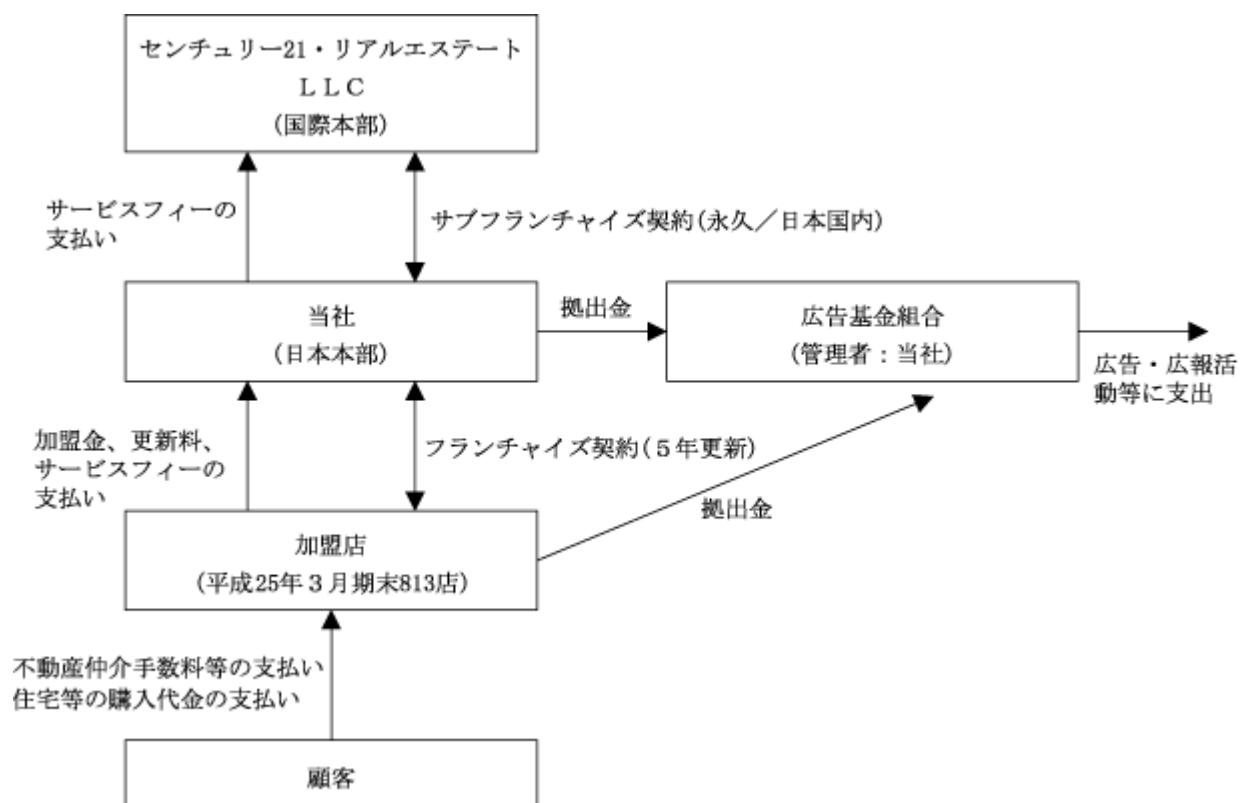 センチュリー21・リアルエステート
ＬＬＣ
(国際本部)
サービスフィーの
支払い
サブフランチャイズ契約(永久／日本国内)
当社
(日本本部)
拠出金
広告基金組合
(管理者：当社)
広告・広報活
動等に支出
加盟金、更新料、
サービスフィーの
支払い
フランチャイズ契約(５年更新)
拠出金
加盟店
(平成25年３月期末813店)
不動産仲介手数料等の支払い
住宅等の購入代金の支払い
顧客